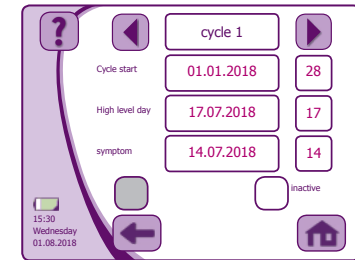 ?
cycle 1
Cycle start 01.01.2018 28
High level day 17.07.2018 17
symptom 14.07.2018 14
inactive
15:30
Wednesday
01.08.2018